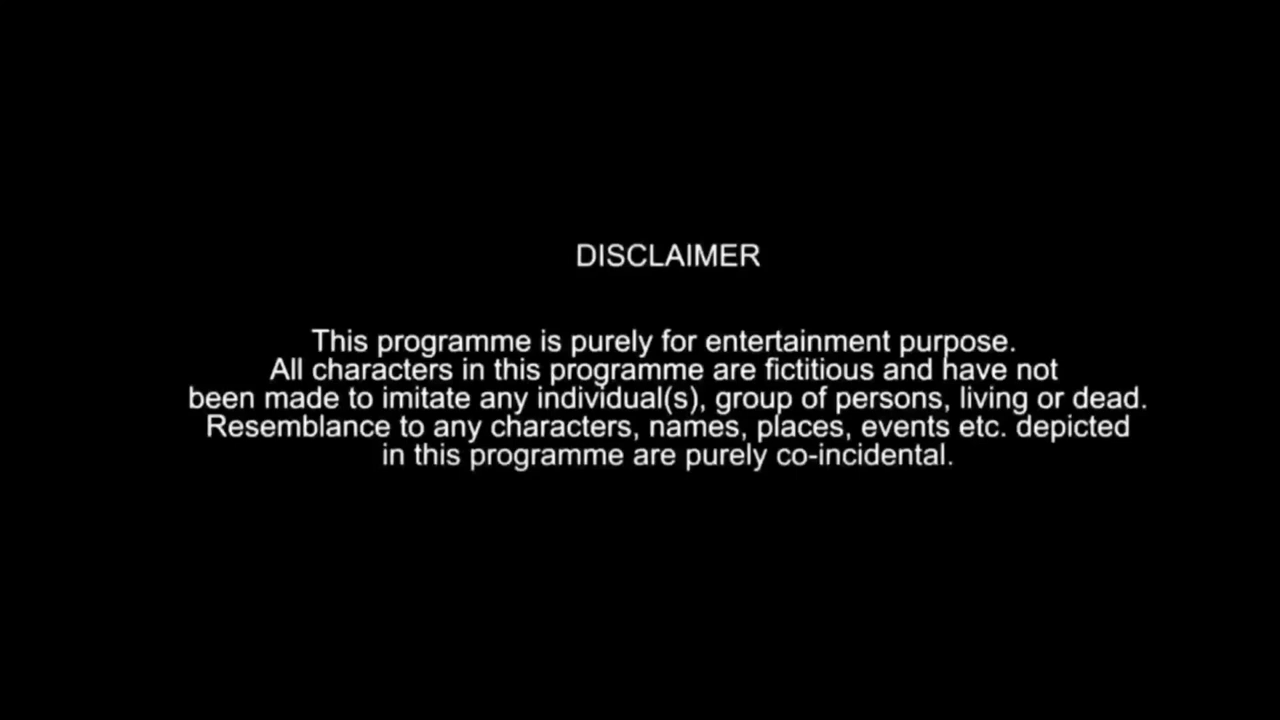 DISCLAIMER
This programme is purely for entertainment purpose.
All characters in this programme are fictitious and have not
been made to imitate any individual(s), group of persons, living or dead.
Resemblance to any characters, names, places, events etc. depicted
in this programme are purely co-incidental.